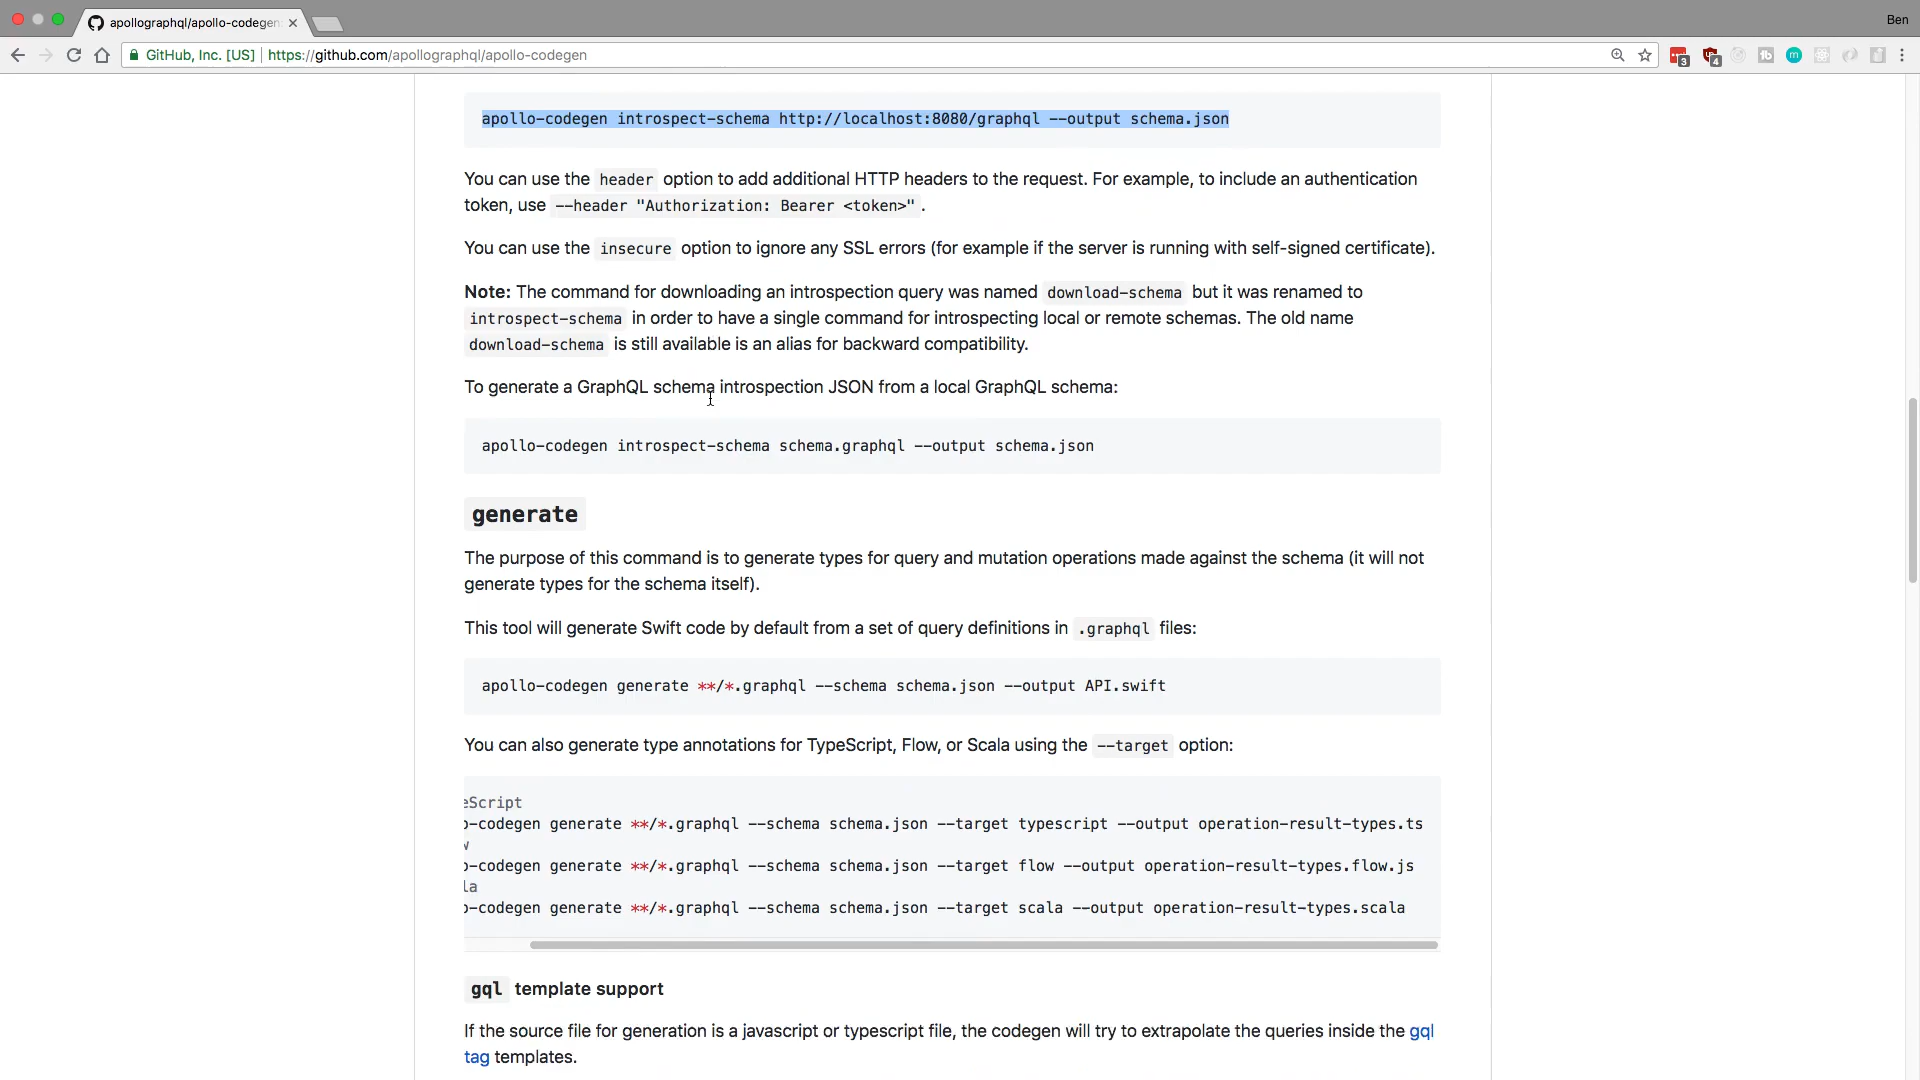 apollographql/apollo-codegen
Ben
GitHub, Inc. [US] | https://github.com/apollographql/apollo-codegen
3
4
m
apollo-codegen introspect-schema http://localhost:8080/graphql --output schema.json
You can use the header option to add additional HTTP headers to the request. For example, to include an authentication
token, use --header "Authorization: Bearer <token>" .
You can use the insecure option to ignore any SSL errors (for example if the server is running with self-signed certificate).
Note: The command for downloading an introspection query was named download-schema but it was renamed to
introspect-schema in order to have a single command for introspecting local or remote schemas. The old name
download-schema is still available is an alias for backward compatibility.
To generate a GraphQL schema introspection JSON from a local GraphQL schema:
apollo-codegen introspect-schema schema.graphql --output schema.json
generate
The purpose of this command is to generate types for query and mutation operations made against the schema (it will not
generate types for the schema itself).
This tool will generate Swift code by default from a set of query definitions in .graphql files:
apollo-codegen generate **/*.graphql --schema schema.json --output API.swift
You can also generate type annotations for TypeScript, Flow, or Scala using the --target option:
eScript
o-codegen generate **/*.graphql --schema schema.json --target typescript --output operation-result-types.ts
w
o-codegen generate **/*.graphql --schema schema.json --target flow --output operation-result-types.flow.js
la
o-codegen generate **/*.graphql --schema schema.json --target scala --output operation-result-types.scala
gql template support
If the source file for generation is a javascript or typescript file, the codegen will try to extrapolate the queries inside the gql
tag templates.